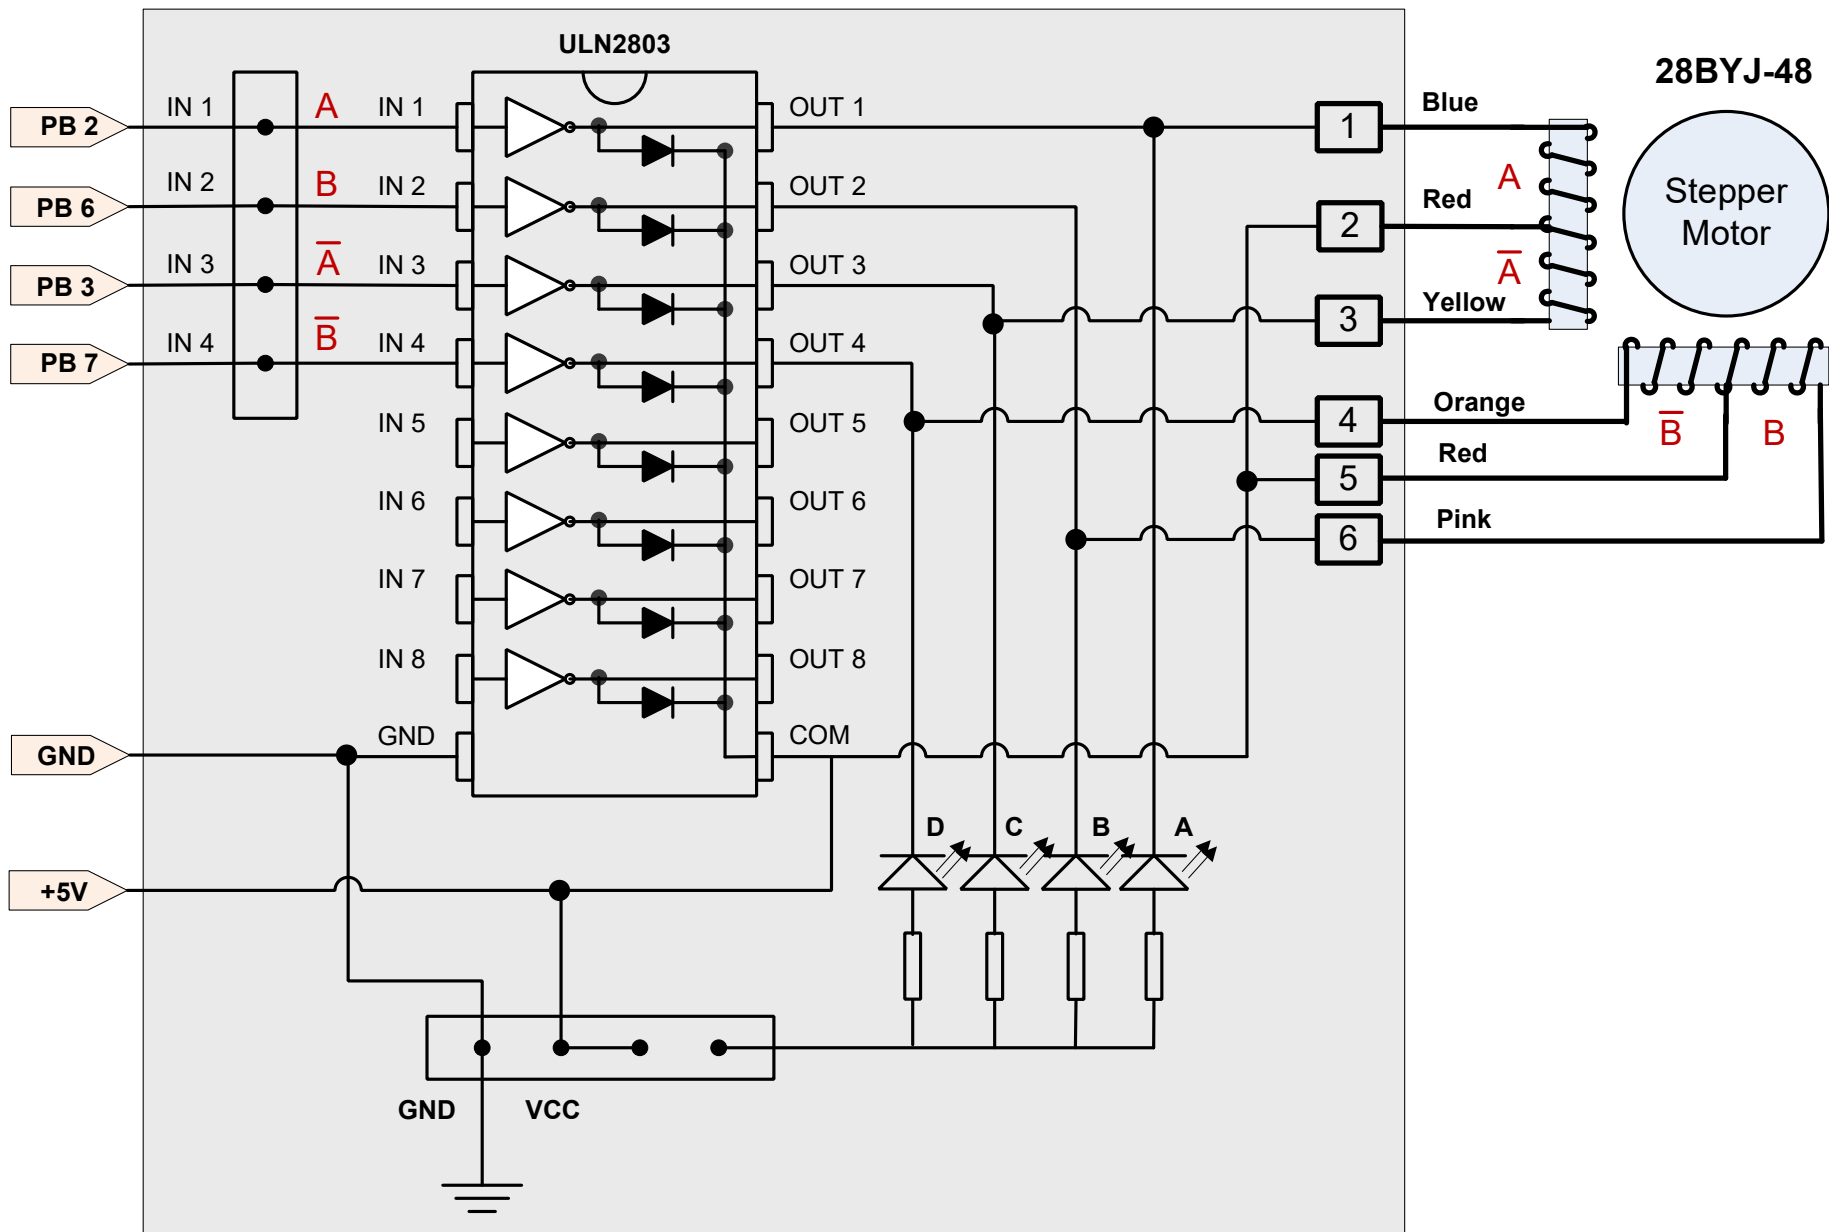 ULN2803
28BYJ-48
PB 2 IN 1 A IN 1 OUT 1 1 Blue
PB 6 IN 2 B IN 2 OUT 2 2 Red A
Stepper
Motor
PB 3 IN 3 A̅ IN 3 OUT 3 3 Yellow A̅
PB 7 IN 4 B̅ IN 4 OUT 4 4 Orange B̅ B
IN 5 OUT 5 5 Red
IN 6 OUT 6 6 Pink
IN 7 OUT 7
IN 8 OUT 8
GND GND COM
D C B A
+5V
GND VCC